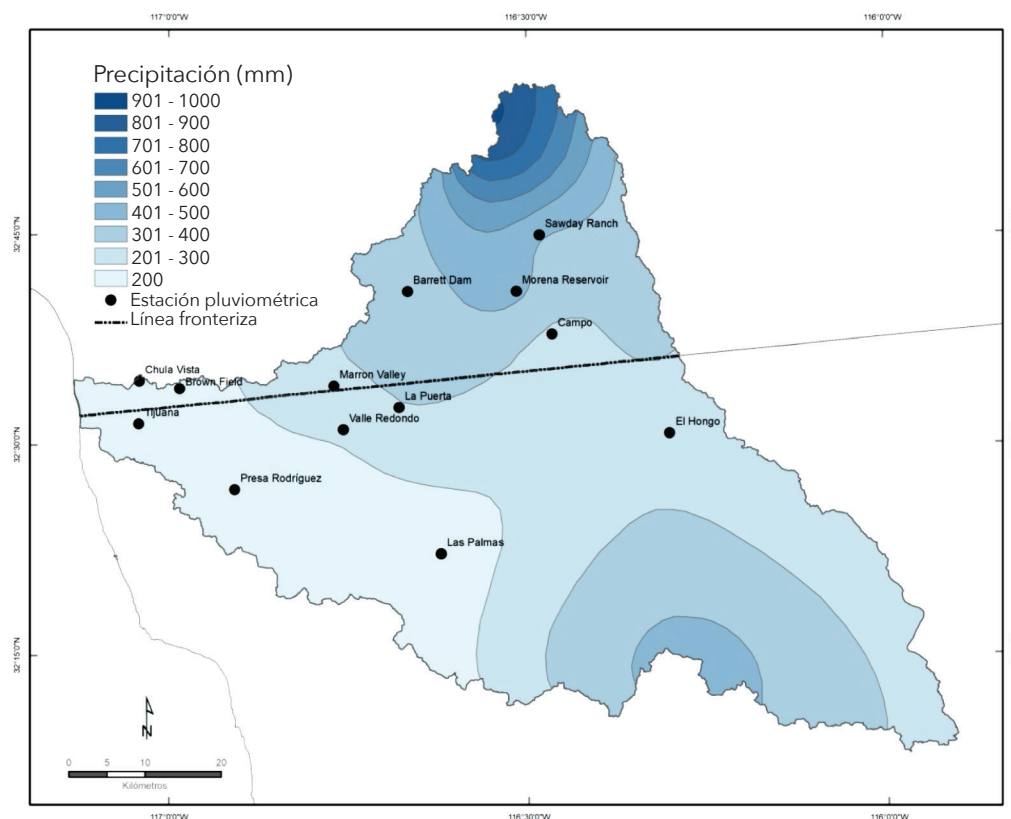 117°0'0"W
116°30'0"W
116°0'0"W
Precipitación (mm)
901 - 1000
801 - 900
701 - 800
601 - 700
501 - 600
401 - 500
301 - 400
201 - 300
200
Estación pluviométrica
Línea fronteriza
32°45'0"N
32°30'0"N
32°15'0"N
Sawday Ranch
Barrett Dam
Morena Reservoir
Campo
Chula Vista
Brown Field
Marron Valley
La Puerta
Tijuana
Valle Redondo
El Hongo
Presa Rodríguez
Las Palmas
N
0 5 10 20
Kilómetros
117°0'0"W
116°30'0"W
116°0'0"W